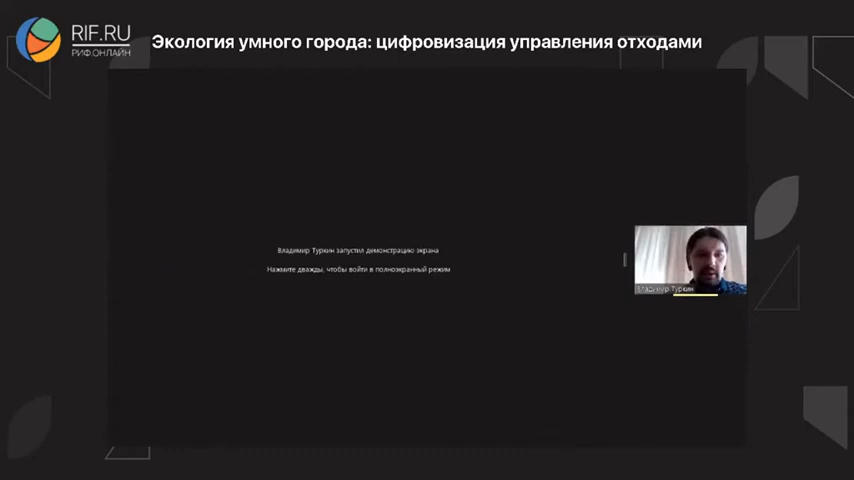 RIF.RU
РИФ.ОНЛАЙН
Экология умного города: цифровизация управления отходами
Владимир Туркин запустил демонстрацию экрана
Нажмите дважды, чтобы войти в полноэкранный режим
Владимир Туркин